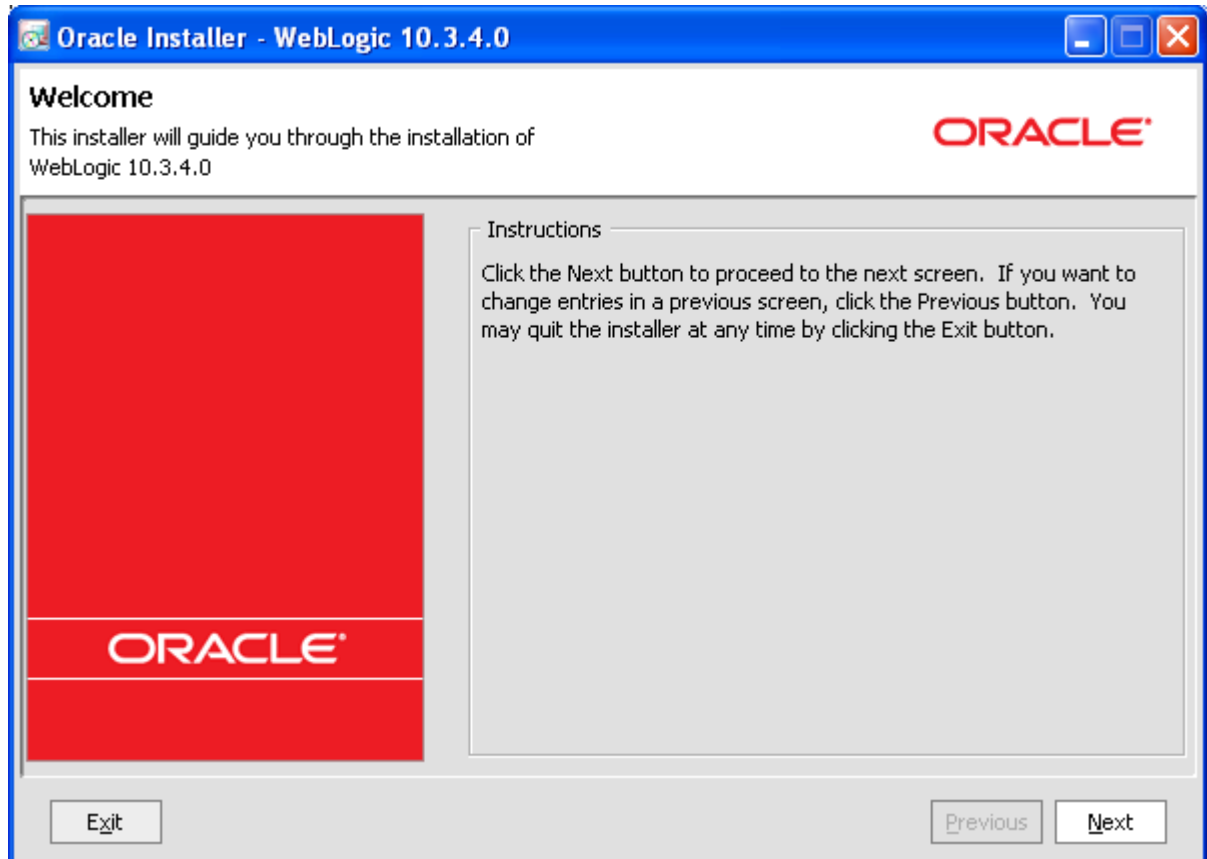 Oracle Installer - WebLogic 10.3.4.0
Welcome
This installer will guide you through the installation of
WebLogic 10.3.4.0
ORACLE
Instructions
Click the Next button to proceed to the next screen.  If you want to
change entries in a previous screen, click the Previous button.  You
may quit the installer at any time by clicking the Exit button.
ORACLE
Exit
Previous
Next